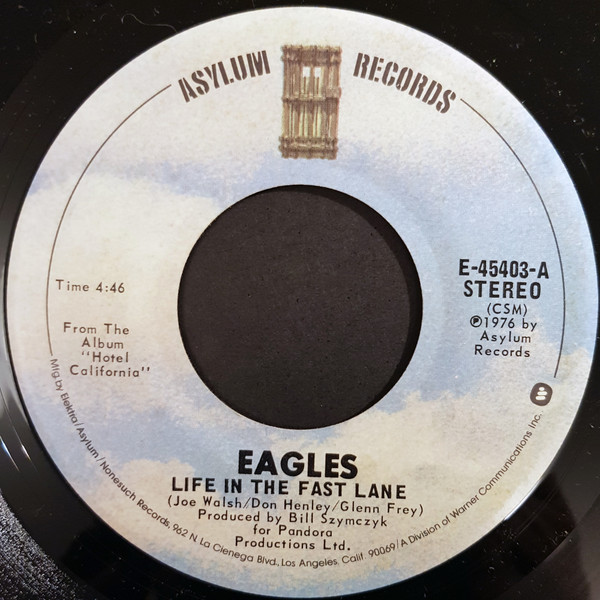 ASYLUM RECORDS
Time 4:46
From The
Album
"Hotel
California"
E-45403-A
STEREO
(CSM)
℗1976 by
Asylum
Records
EAGLES
LIFE IN THE FAST LANE
(Joe Walsh/Don Henley/Glenn Frey)
Produced by Bill Szymczyk
for Pandora
Productions Ltd.
Mfg by Elektra/Asylum/Nonesuch Records, 962 N. La Cienega Blvd., Los Angeles, Calif. 90069/A Division of Warner Communications Inc.